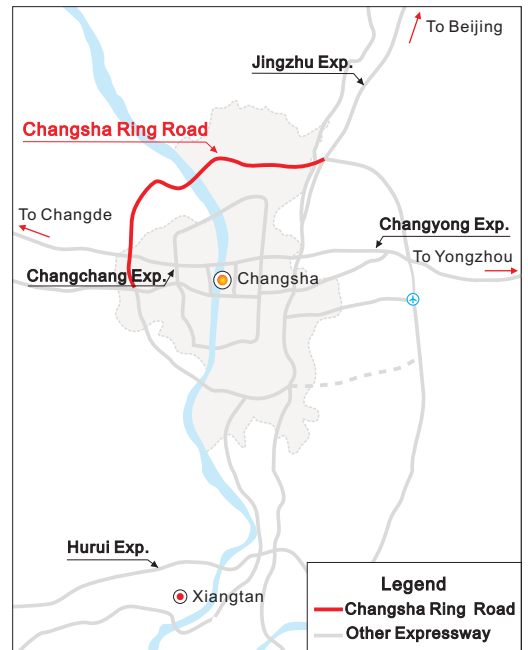 To Beijing
Jingzhu Exp.
Changsha Ring Road
To Changde
Changyong Exp.
To Yongzhou
Changchang Exp.
Changsha
Hurui Exp.
Xiangtan
Legend
Changsha Ring Road
Other Expressway